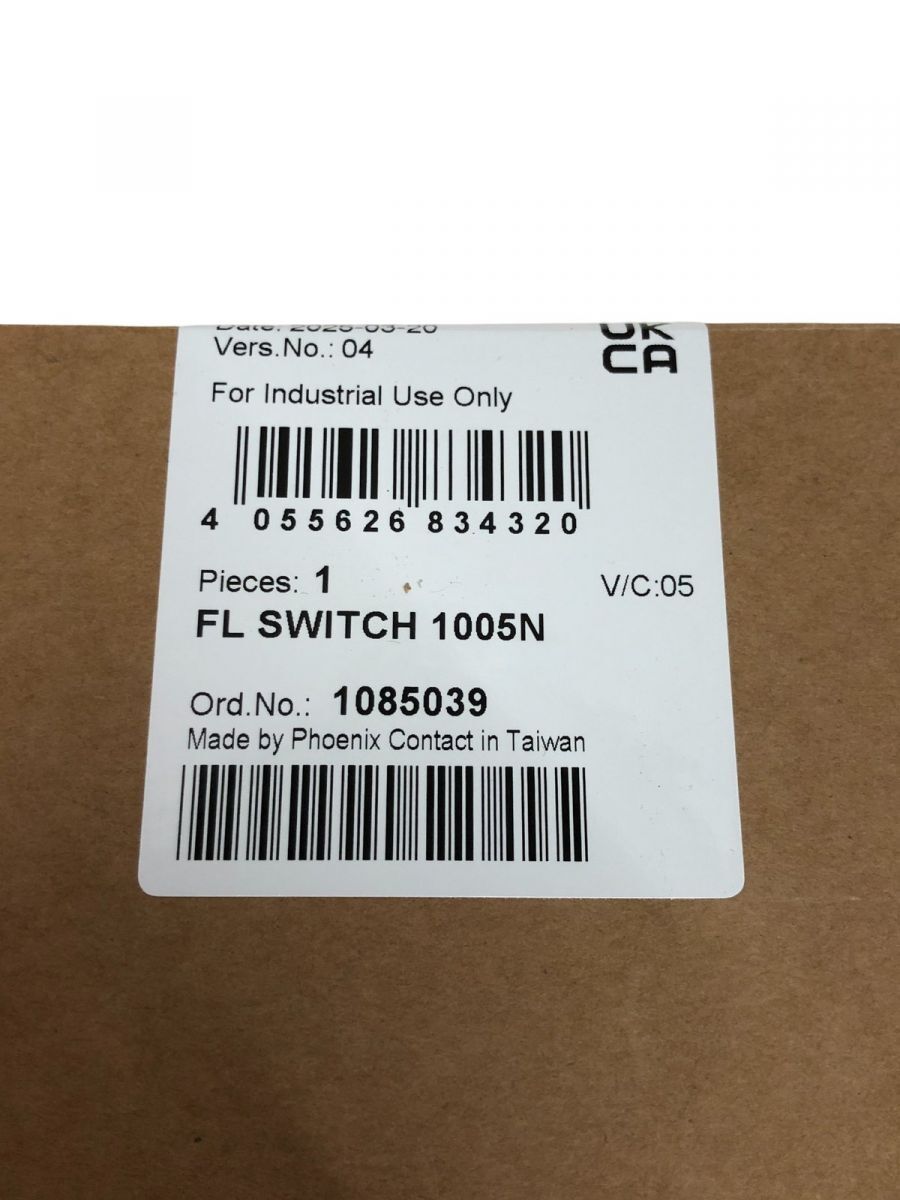 Vers.No.: 04
UK
CA
For Industrial Use Only
4 055626 834320
Pieces: 1
V/C:05
FL SWITCH 1005N
Ord.No.: 1085039
Made by Phoenix Contact in Taiwan